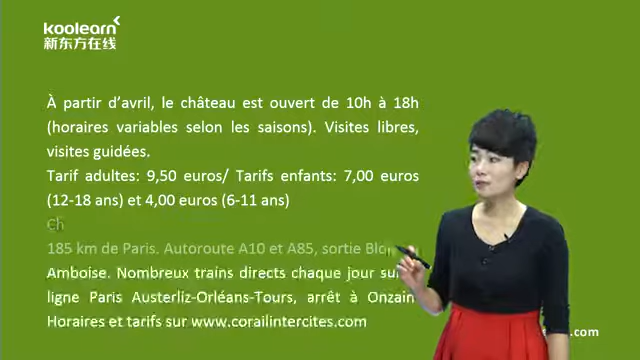 koolearn
新东方在线
À partir d'avril, le château est ouvert de 10h à 18h
(horaires variables selon les saisons). Visites libres,
visites guidées.
Tarif adultes: 9,50 euros/ Tarifs enfants: 7,00 euros
(12-18 ans) et 4,00 euros (6-11 ans)
Ch
185 km de Paris. Autoroute A10 et A85, sortie
Amboise. Nombreux trains directs chaque jour
ligne Paris Austerliz-Orléans-Tours, arrêt à Onzain
Horaires et tarifs sur www.corailintercites.com